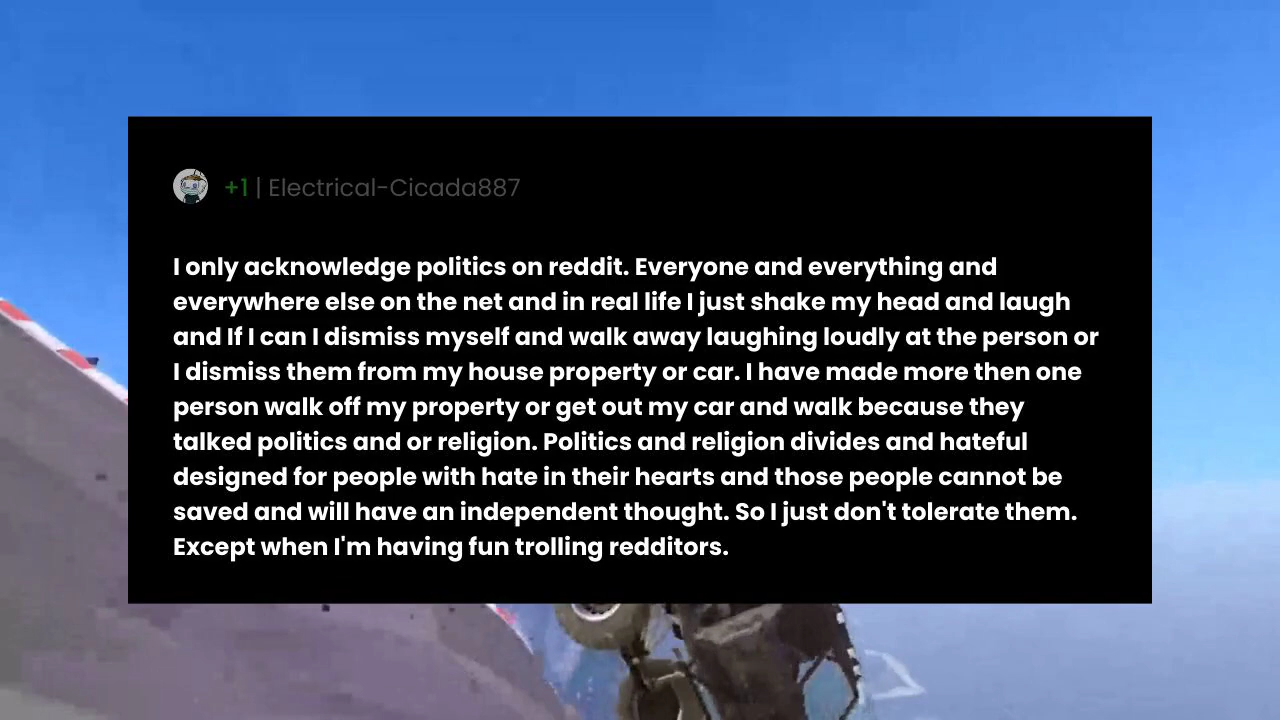 +1 | Electrical-Cicada887
I only acknowledge politics on reddit. Everyone and everything and
everywhere else on the net and in real life I just shake my head and laugh
and If I can I dismiss myself and walk away laughing loudly at the person or
I dismiss them from my house property or car. I have made more then one
person walk off my property or get out my car and walk because they
talked politics and or religion. Politics and religion divides and hateful
designed for people with hate in their hearts and those people cannot be
saved and will have an independent thought. So I just don't tolerate them.
Except when I'm having fun trolling redditors.